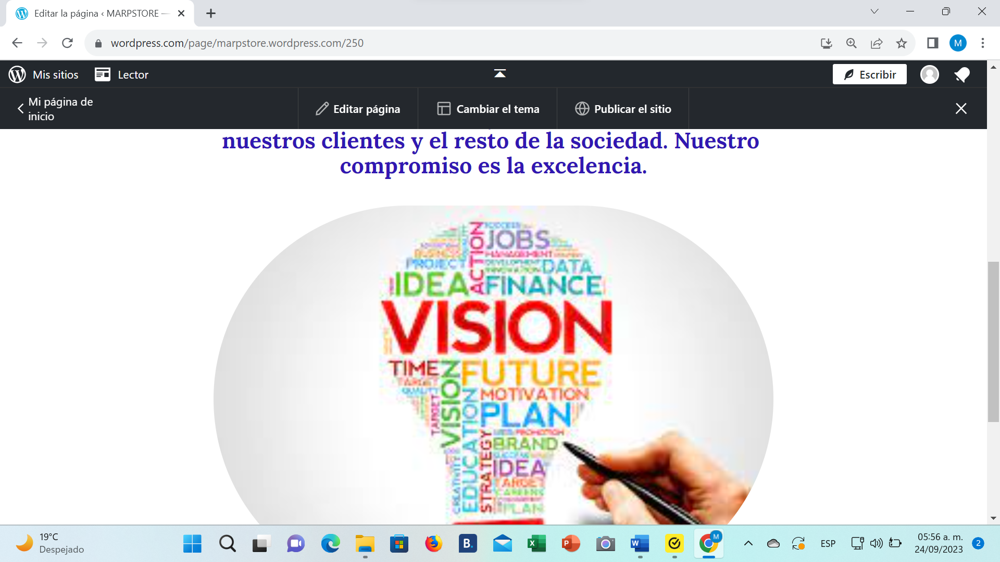 Editar la página ‹ MARPSTORE —
wordpress.com/page/marpstore.wordpress.com/250
M
Mis sitios
Lector
Escribir
Mi página de
inicio
Editar página
Cambiar el tema
Publicar el sitio
nuestros clientes y el resto de la sociedad. Nuestro
compromiso es la excelencia.
SUCCESS
ACTION
JOBS
BUSINESS
MANAGEMENT
PROJECT
DEVELOPMENT
INNOVATION
DATA
IDEA
FINANCE
VISION
TIME
VISION
FUTURE
TARGET
QUALITY
MOTIVATION
TARGET
EDUCATION
PLAN
PROMOTION
STRATEGY
BRAND
SUCCESS
CREATIVITY
IDEA
TARGET
CAREERS
PLAN
19°C
Despejado
ESP
05:56 a. m.
24/09/2023
2